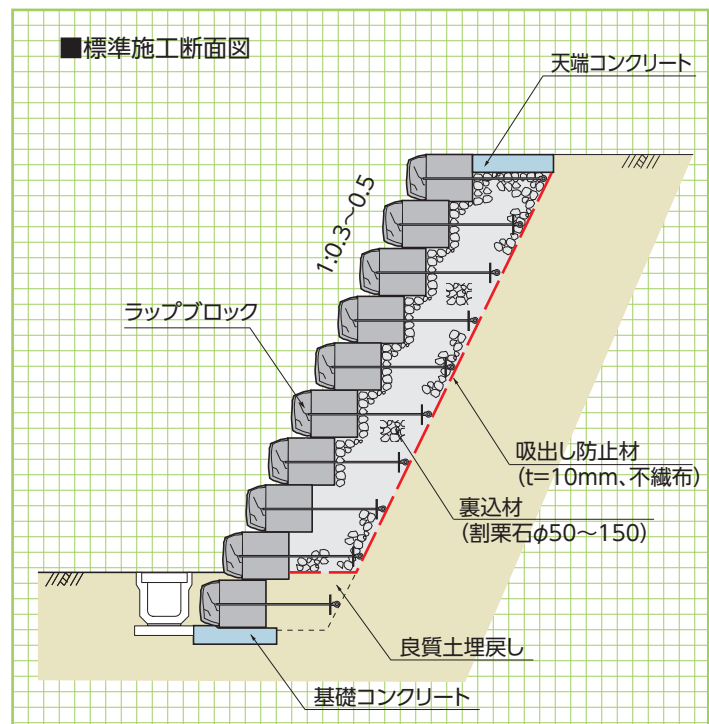 ■標準施工断面図
天端コンクリート
1:0.3～0.5
ラップブロック
吸出し防止材
(t=10mm、不織布)
裏込材
(割栗石φ50～150)
良質土埋戻し
基礎コンクリート